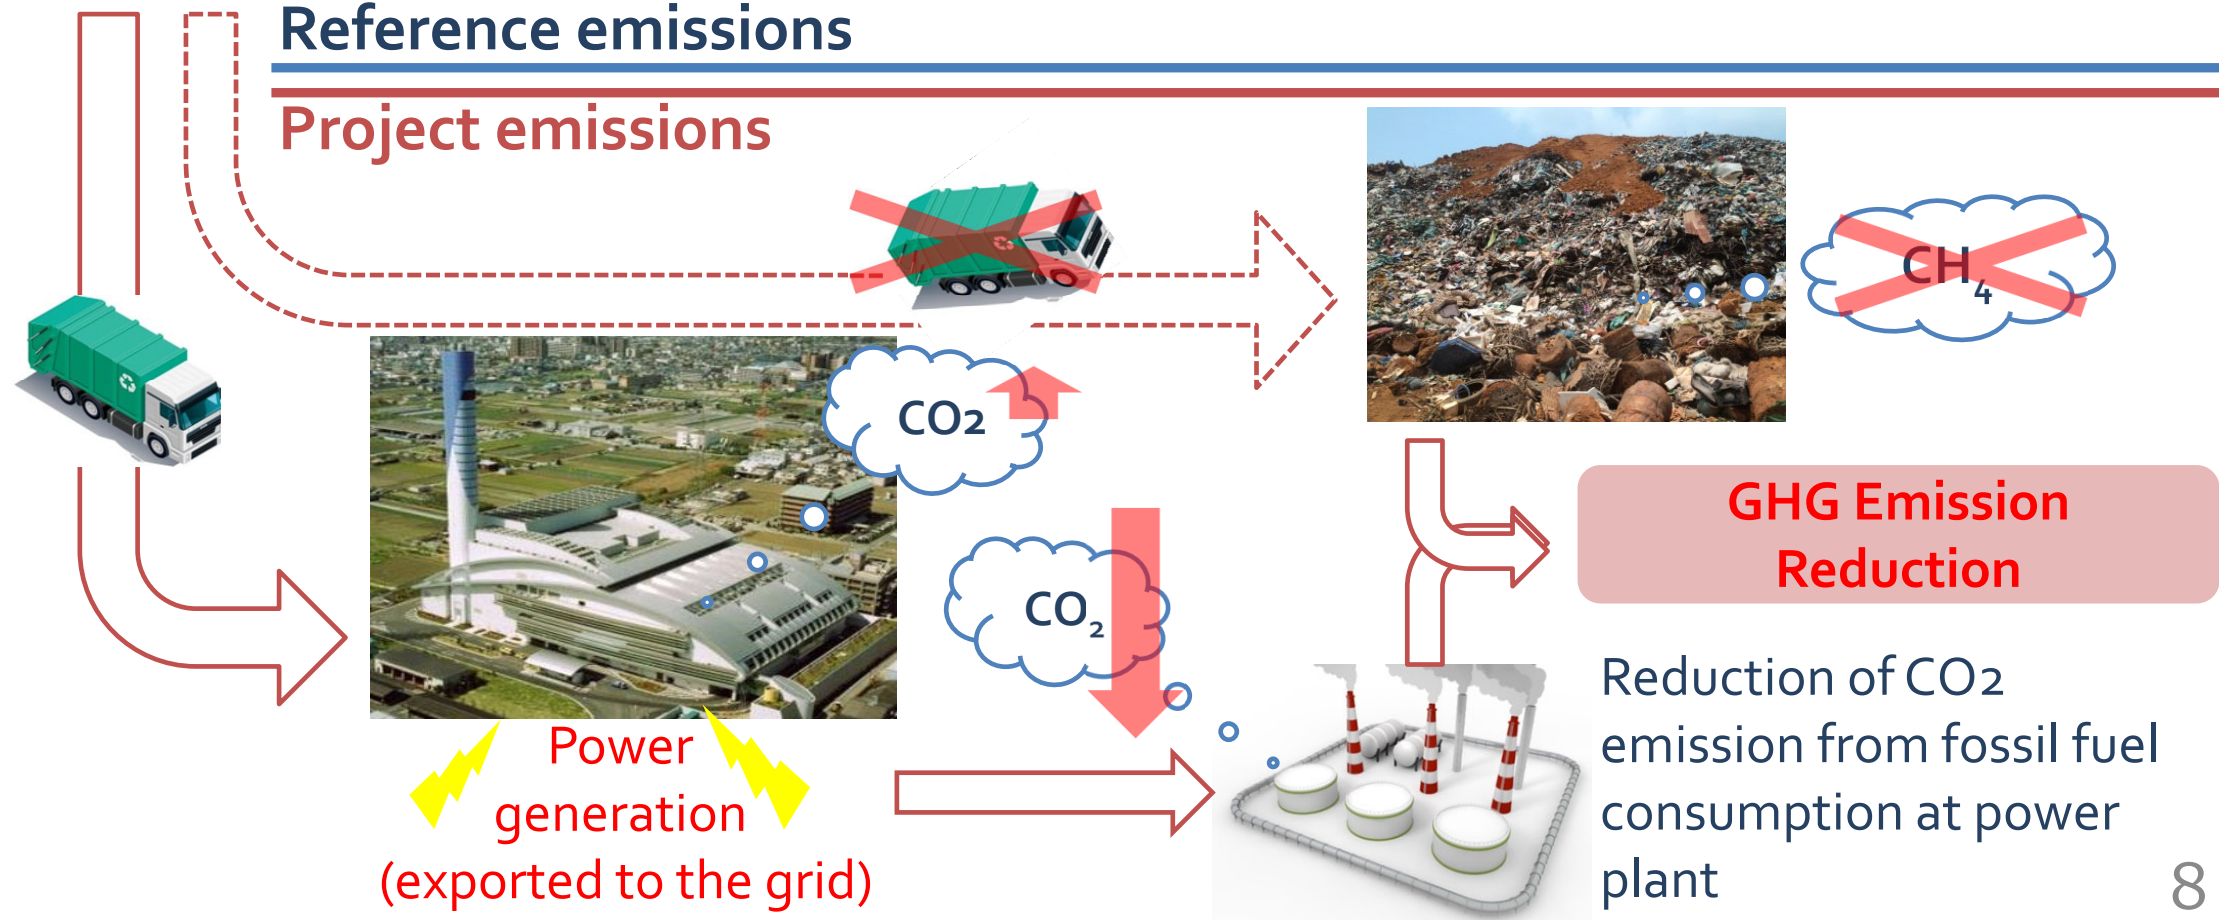 Reference emissions
Project emissions
CH₄
CO2
GHG Emission
Reduction
CO₂
Reduction of CO2
emission from fossil fuel
consumption at power
plant
Power
generation
(exported to the grid)
8